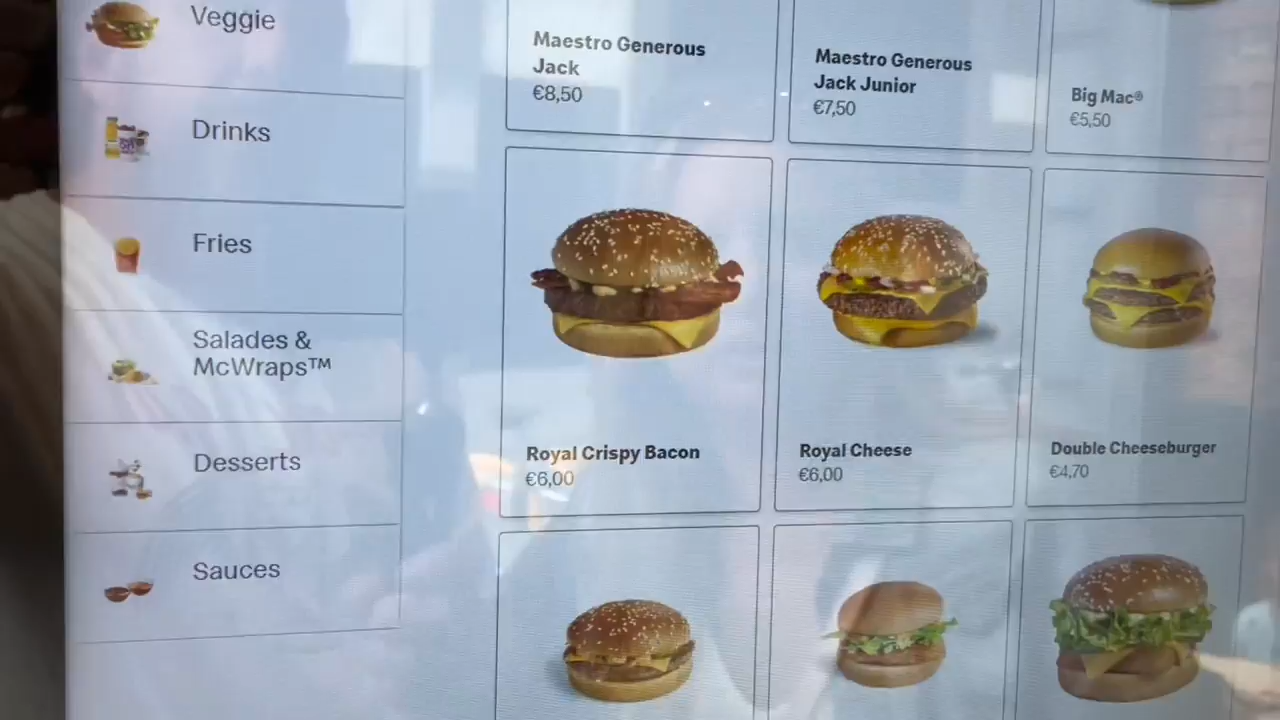 Veggie
Drinks
Fries
Salades &
McWraps™
Desserts
Sauces
Maestro Generous
Jack
€8,50
Maestro Generous
Jack Junior
€7,50
Big Mac®
€5,50
Royal Crispy Bacon
€6,00
Royal Cheese
€6,00
Double Cheeseburger
€4,70